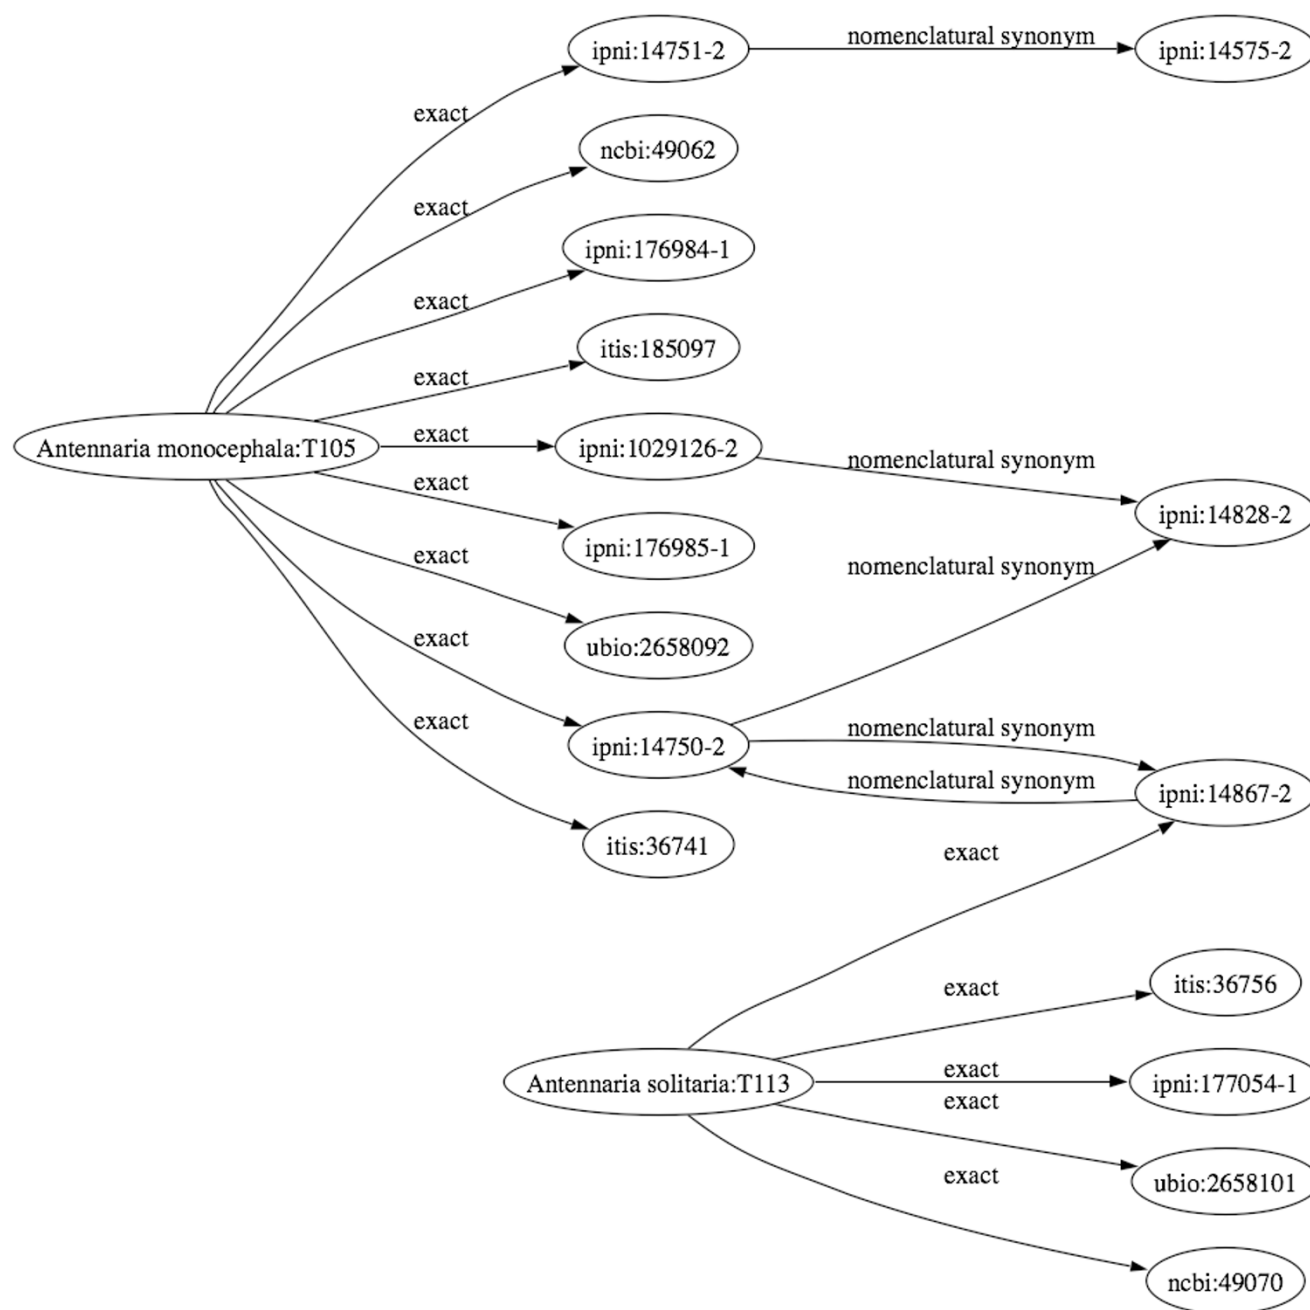 ipni:14751-2
nomenclatural synonym
ipni:14575-2
exact
ncbi:49062
exact
ipni:176984-1
exact
itis:185097
exact
Antennaria monocephala:T105
exact
ipni:1029126-2
nomenclatural synonym
ipni:14828-2
exact
ipni:176985-1
exact
nomenclatural synonym
ubio:2658092
exact
ipni:14750-2
nomenclatural synonym
nomenclatural synonym
ipni:14867-2
exact
itis:36741
exact
itis:36756
exact
Antennaria solitaria:T113
exact
ipni:177054-1
exact
ubio:2658101
exact
ncbi:49070